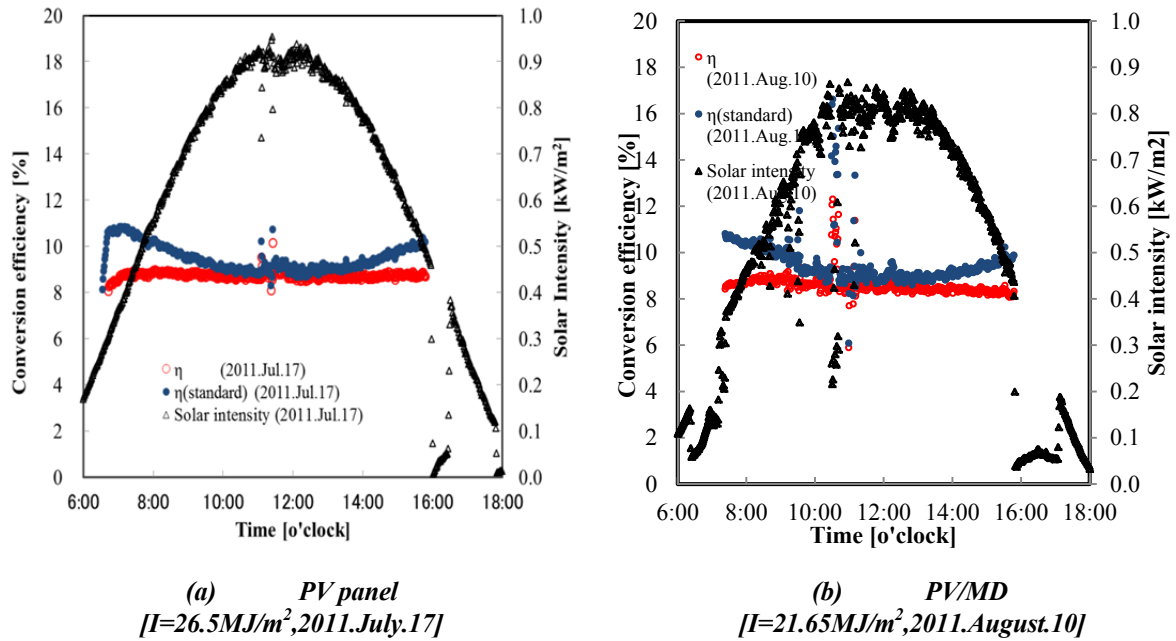 Conversion efficiency [%]
20
18
16
14
12
10
8
6
4
2
0
1.0
0.9
0.8
0.7
0.6
0.5
0.4
0.3
0.2
0.1
0.0
Solar Intensity [kW/m²]
η (2011.Jul.17)
η(standard) (2011.Jul.17)
Solar intensity (2011.Jul.17)
6:00 8:00 10:00 12:00 14:00 16:00 18:00
Time [o'clock]
(a) PV panel
[I=26.5MJ/m²,2011.July.17]
Conversion efficiency [%]
20
18
16
14
12
10
8
6
4
2
0
1.0
0.9
0.8
0.7
0.6
0.5
0.4
0.3
0.2
0.1
0.0
Solar intensity [kW/m2]
η
(2011.Aug.10)
η(standard)
(2011.Aug.1
Solar intensity
(2011.Aug.10)
6:00 8:00 10:00 12:00 14:00 16:00 18:00
Time [o'clock]
(b) PV/MD
[I=21.65MJ/m²,2011.August.10]